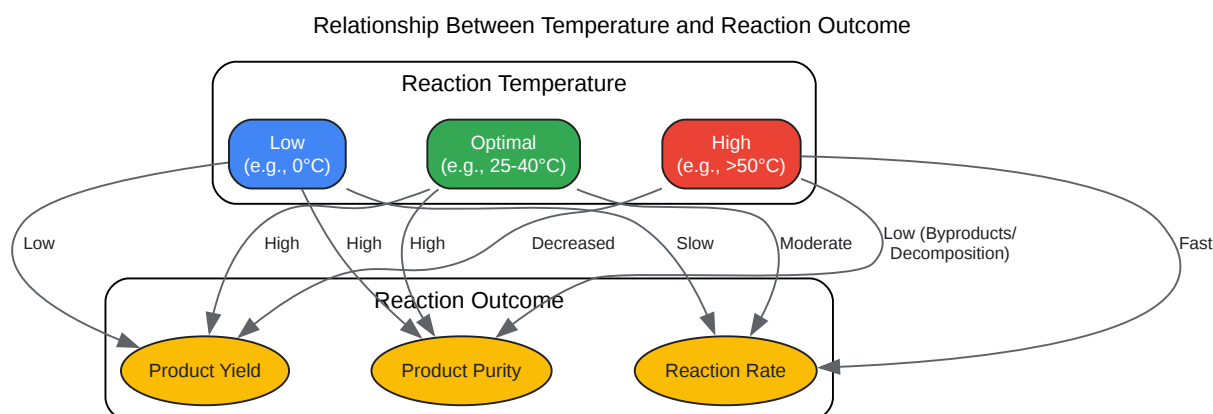 Relationship Between Temperature and Reaction Outcome
Reaction Temperature
Low
(e.g., 0°C)
Optimal
(e.g., 25-40°C)
High
(e.g., >50°C)
Low
High
High
High
Decreased
Slow
Moderate
Low (Byproducts/
Decomposition)
Fast
Reaction Outcome
Product Yield
Product Purity
Reaction Rate